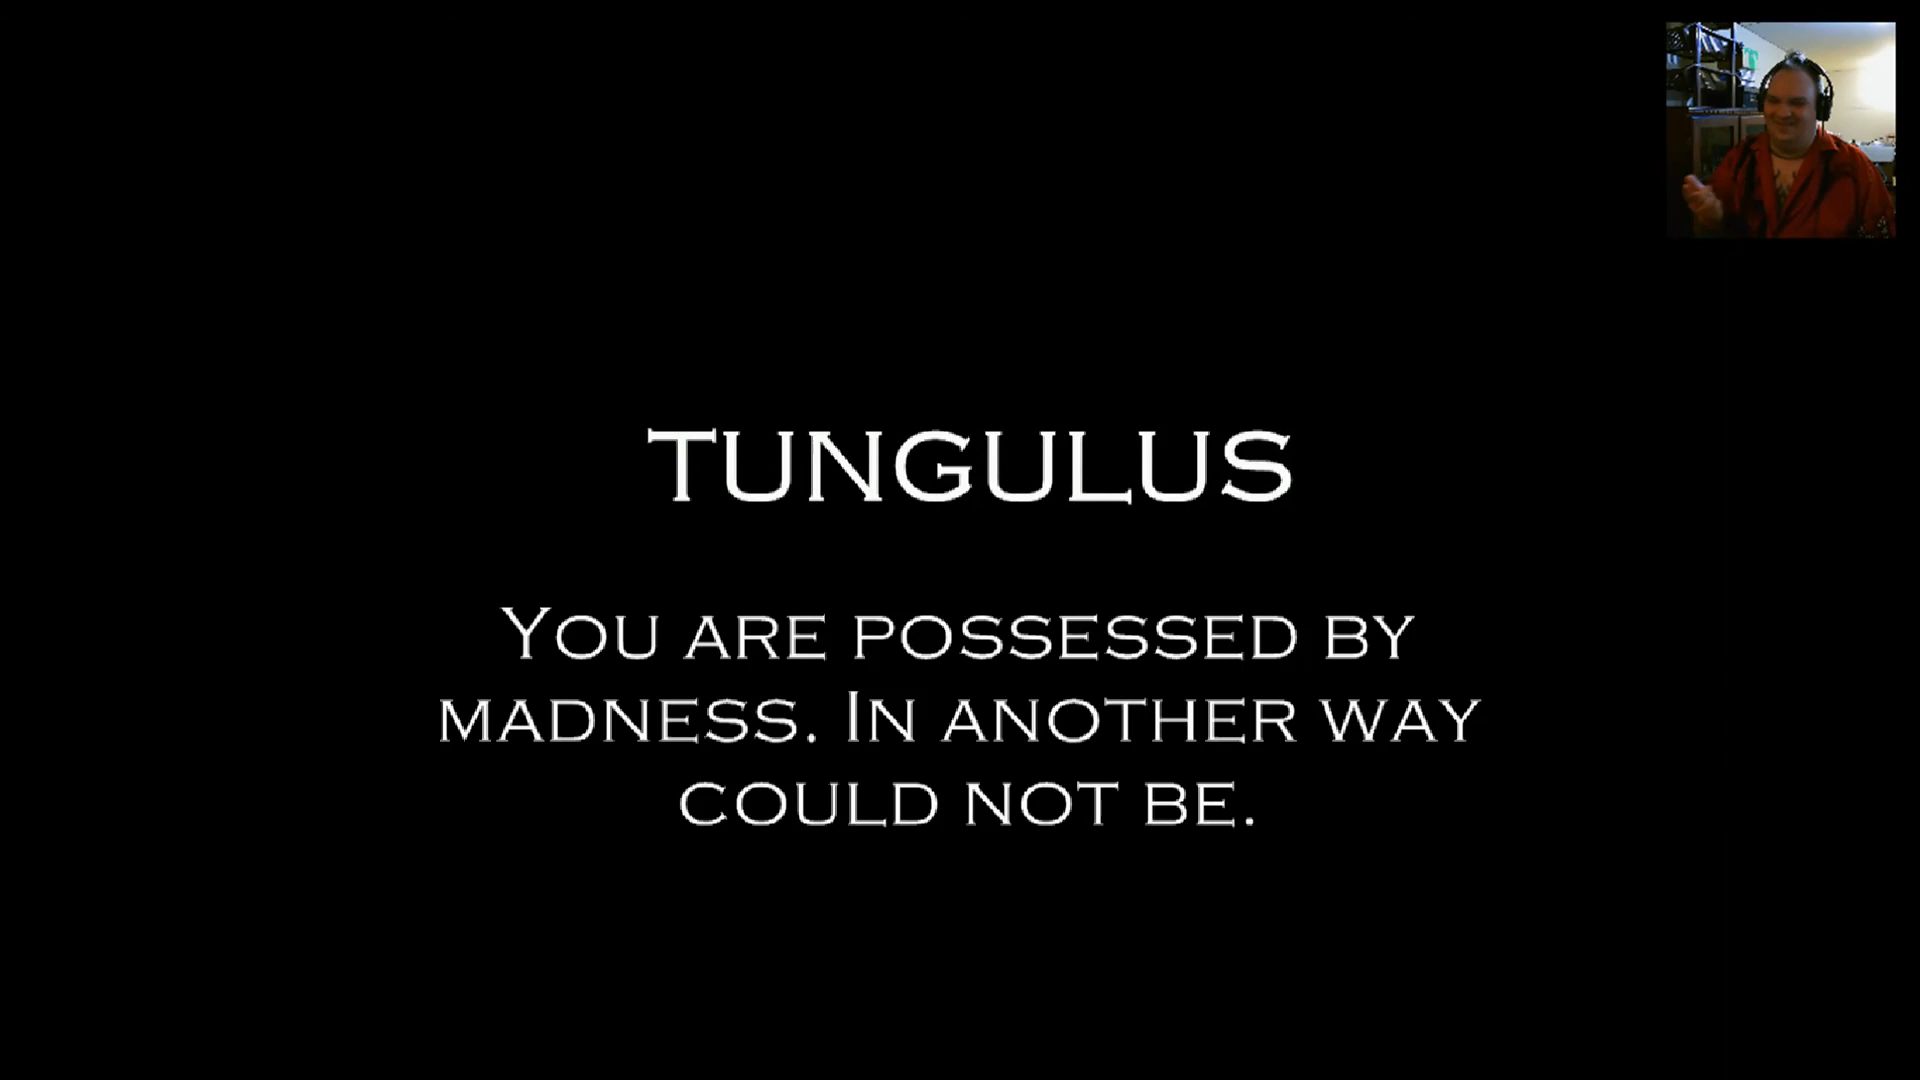 TUNGULUS
YOU ARE POSSESSED BY
MADNESS. IN ANOTHER WAY
COULD NOT BE.